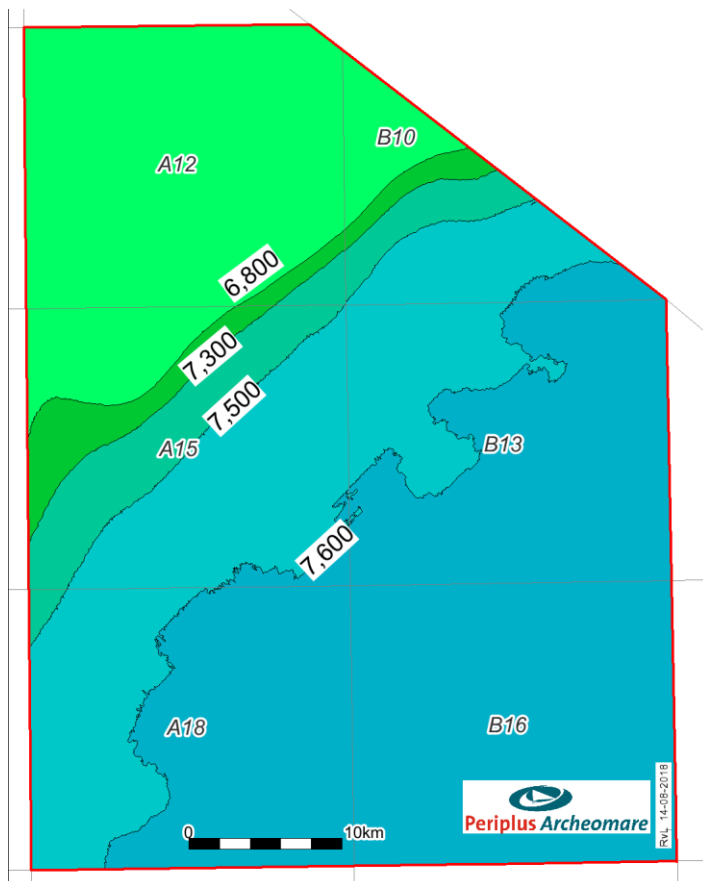 B10
A12
6,800
7,300
7,500
A15
B13
7,600
A18
B16
0
10km
Periplus Archeomare
RvL 14-08-2018